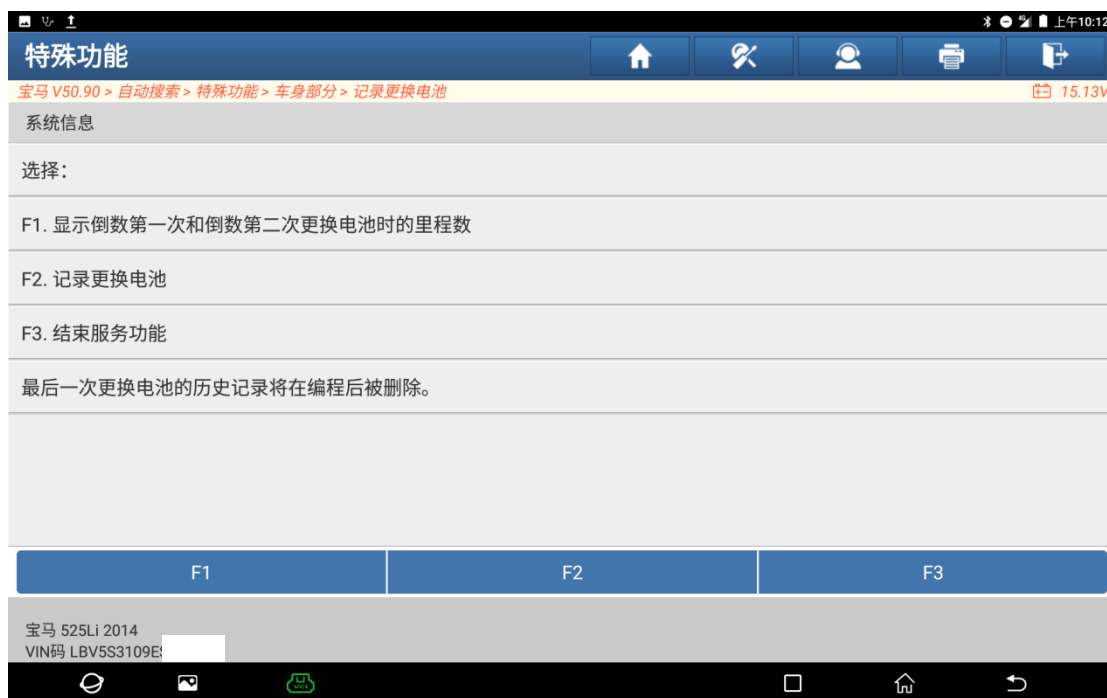 上午10:12
特殊功能
宝马 V50.90 > 自动搜索 > 特殊功能 > 车身部分 > 记录更换电池
15.13V
系统信息
选择：
F1. 显示倒数第一次和倒数第二次更换电池时的里程数
F2. 记录更换电池
F3. 结束服务功能
最后一次更换电池的历史记录将在编程后被删除。
F1
F2
F3
宝马 525Li 2014
VIN码 LBV5S3109E
VCI